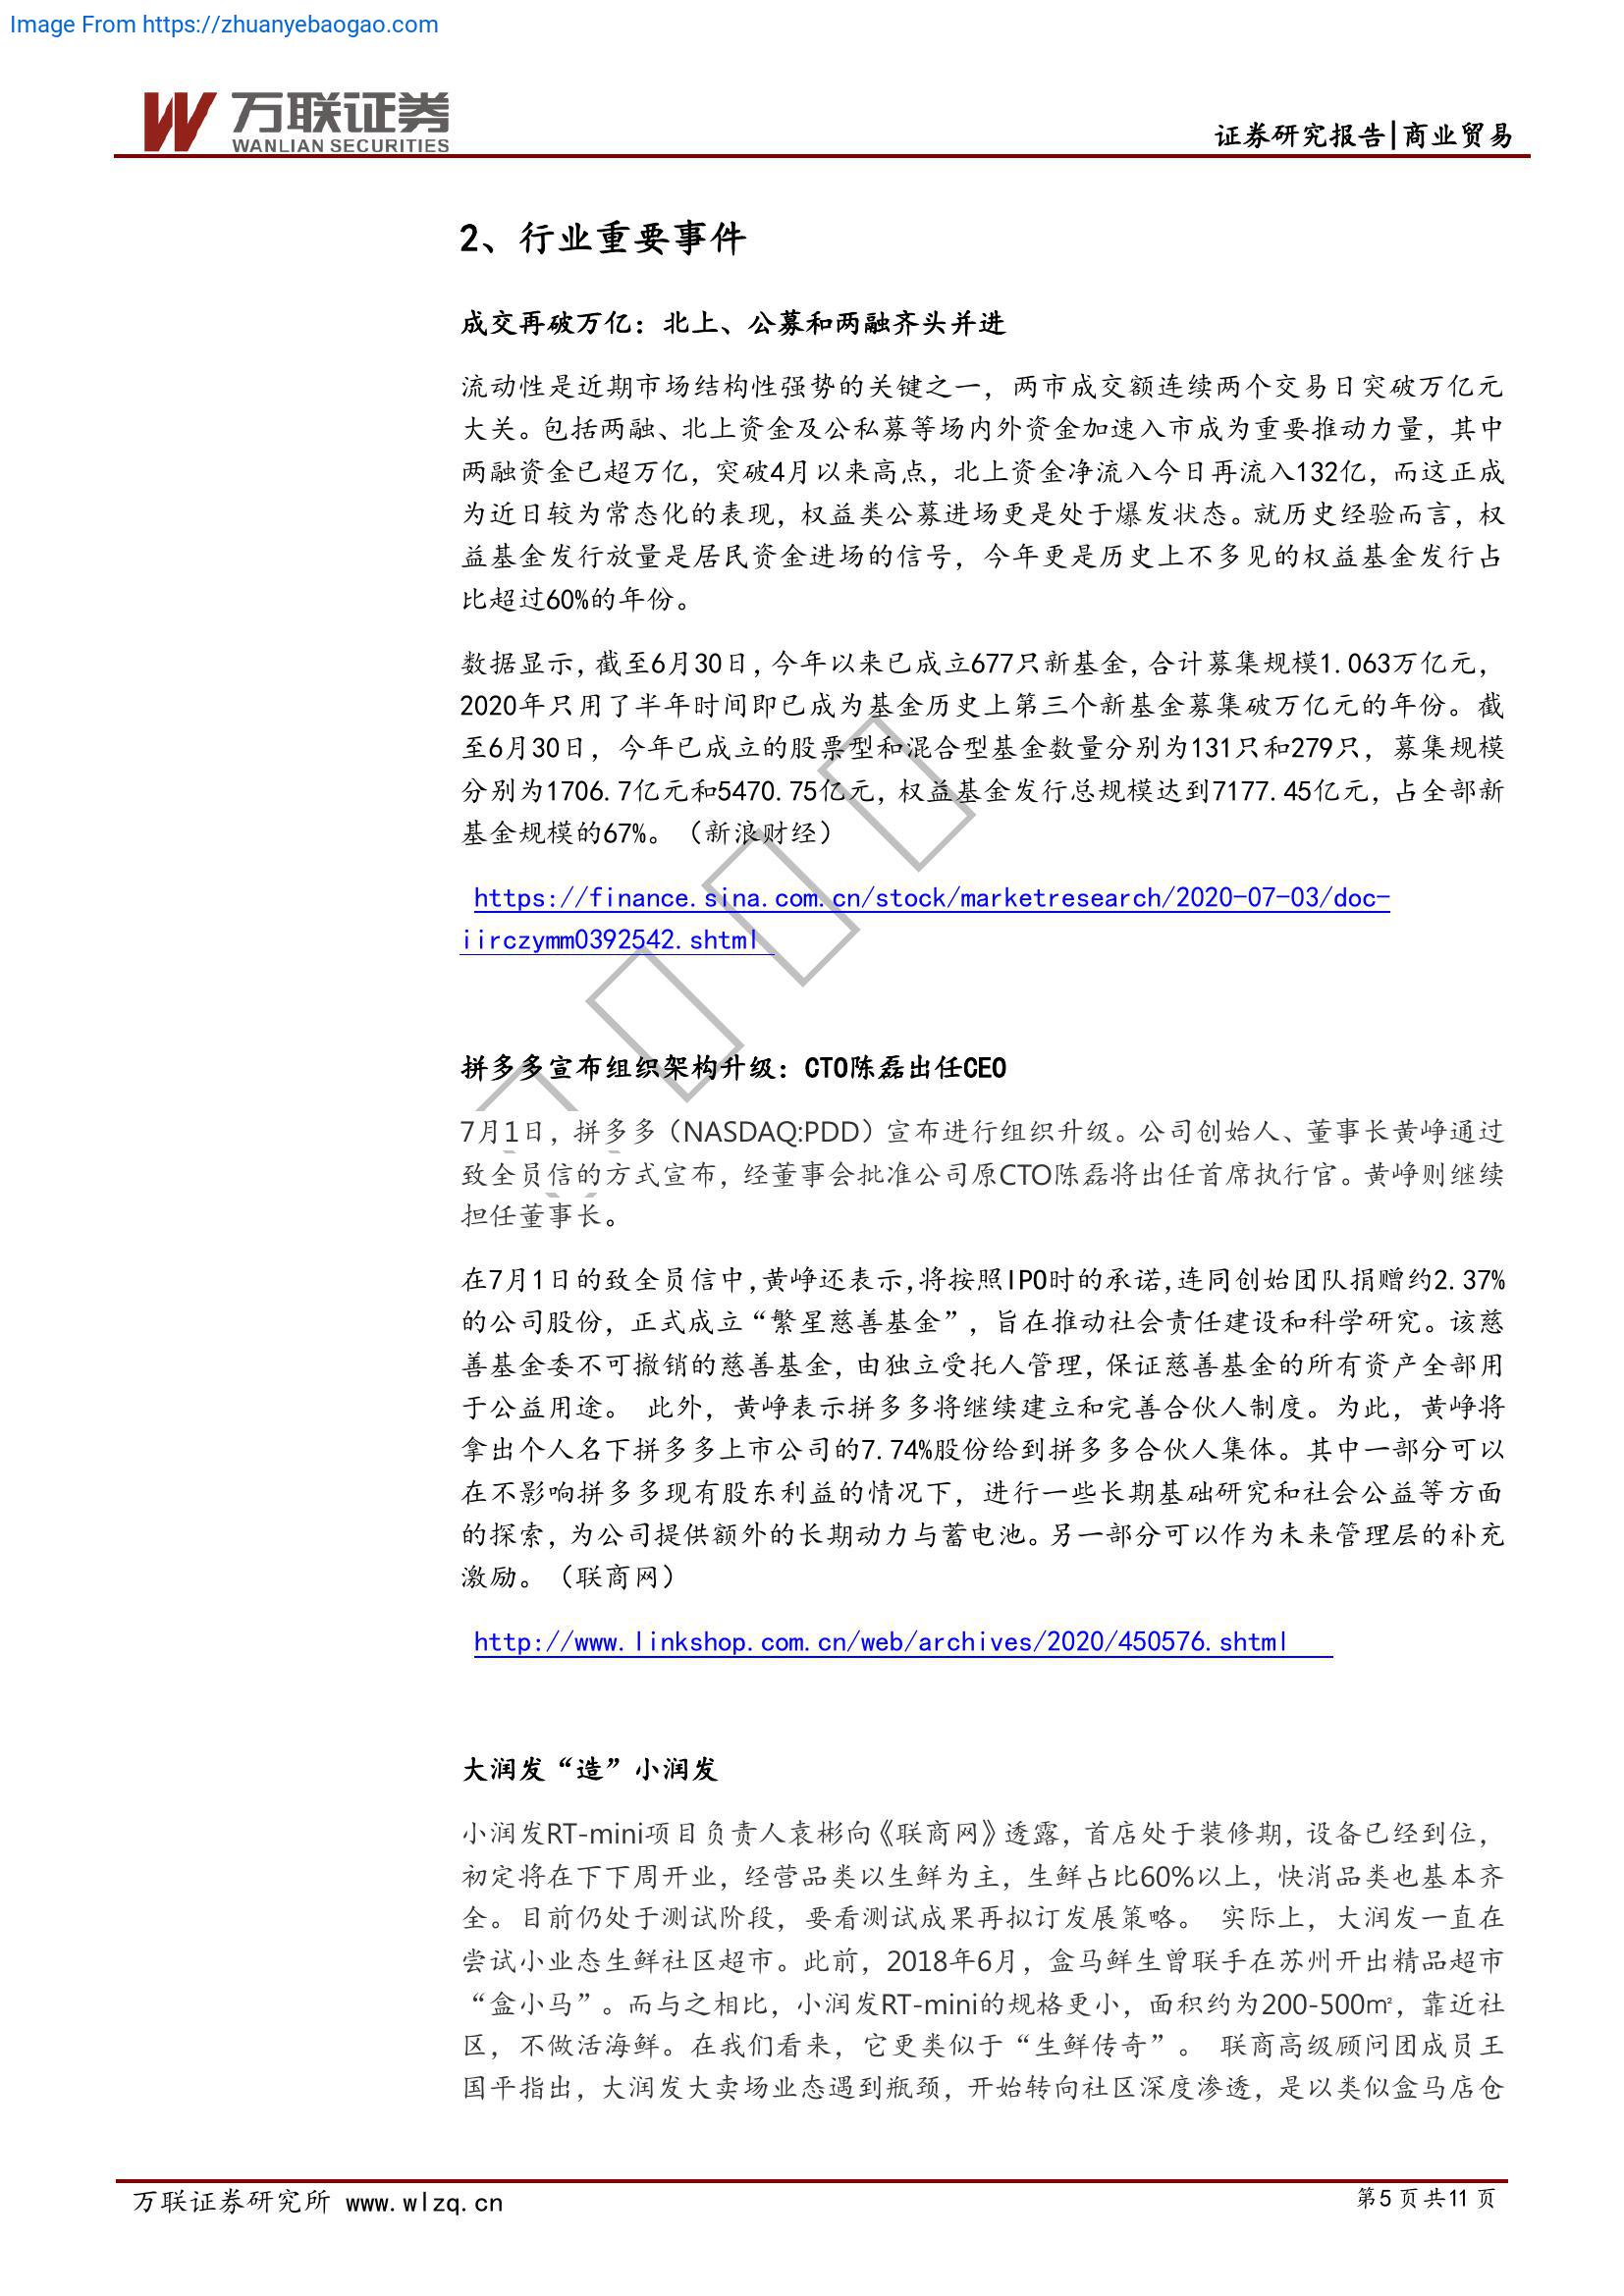 Image From https://zhuanyebaogao.com
万联证券
WANLIAN SECURITIES
证券研究报告|商业贸易
2、行业重要事件
成交再破万亿：北上、公募和两融齐头并进
流动性是近期市场结构性强势的关键之一，两市成交额连续两个交易日突破万亿元
大关。包括两融、北上资金及公私募等场内外资金加速入市成为重要推动力量，其中
两融资金已超万亿，突破4月以来高点，北上资金净流入今日再流入132亿，而这正成
为近日较为常态化的表现，权益类公募进场更是处于爆发状态。就历史经验而言，权
益基金发行放量是居民资金进场的信号，今年更是历史上不多见的权益基金发行占
比超过60%的年份。
数据显示，截至6月30日，今年以来已成立677只新基金，合计募集规模1.063万亿元，
2020年只用了半年时间即已成为基金历史上第三个新基金募集破万亿元的年份。截
至6月30日，今年已成立的股票型和混合型基金数量分别为131只和279只，募集规模
分别为1706.7亿元和5470.75亿元，权益基金发行总规模达到7177.45亿元，占全部新
基金规模的67%。（新浪财经）
https://finance.sina.com.cn/stock/marketresearch/2020-07-03/doc-
iirczymm0392542.shtml
拼多多宣布组织架构升级：CTO陈磊出任CEO
7月1日，拼多多（NASDAQ:PDD）宣布进行组织升级。公司创始人、董事长黄峥通过
致全员信的方式宣布，经董事会批准公司原CTO陈磊将出任首席执行官。黄峥则继续
担任董事长。
在7月1日的致全员信中,黄峥还表示,将按照IPO时的承诺,连同创始团队捐赠约2.37%
的公司股份，正式成立“繁星慈善基金”，旨在推动社会责任建设和科学研究。该慈
善基金委不可撤销的慈善基金，由独立受托人管理，保证慈善基金的所有资产全部用
于公益用途。 此外，黄峥表示拼多多将继续建立和完善合伙人制度。为此，黄峥将
拿出个人名下拼多多上市公司的7.74%股份给到拼多多合伙人集体。其中一部分可以
在不影响拼多多现有股东利益的情况下，进行一些长期基础研究和社会公益等方面
的探索，为公司提供额外的长期动力与蓄电池。另一部分可以作为未来管理层的补充
激励。（联商网）
http://www.linkshop.com.cn/web/archives/2020/450576.shtml
大润发“造”小润发
小润发RT-mini项目负责人袁彬向《联商网》透露，首店处于装修期，设备已经到位，
初定将在下下周开业，经营品类以生鲜为主，生鲜占比60%以上，快消品类也基本齐
全。目前仍处于测试阶段，要看测试成果再拟订发展策略。 实际上，大润发一直在
尝试小业态生鲜社区超市。此前，2018年6月，盒马鲜生曾联手在苏州开出精品超市
“盒小马”。而与之相比，小润发RT-mini的规格更小，面积约为200-500㎡，靠近社
区，不做活海鲜。在我们看来，它更类似于“生鲜传奇”。 联商高级顾问团成员王
国平指出，大润发大卖场业态遇到瓶颈，开始转向社区深度渗透，是以类似盒马店仓
万联证券研究所 www.wlzq.cn
第5页共11页